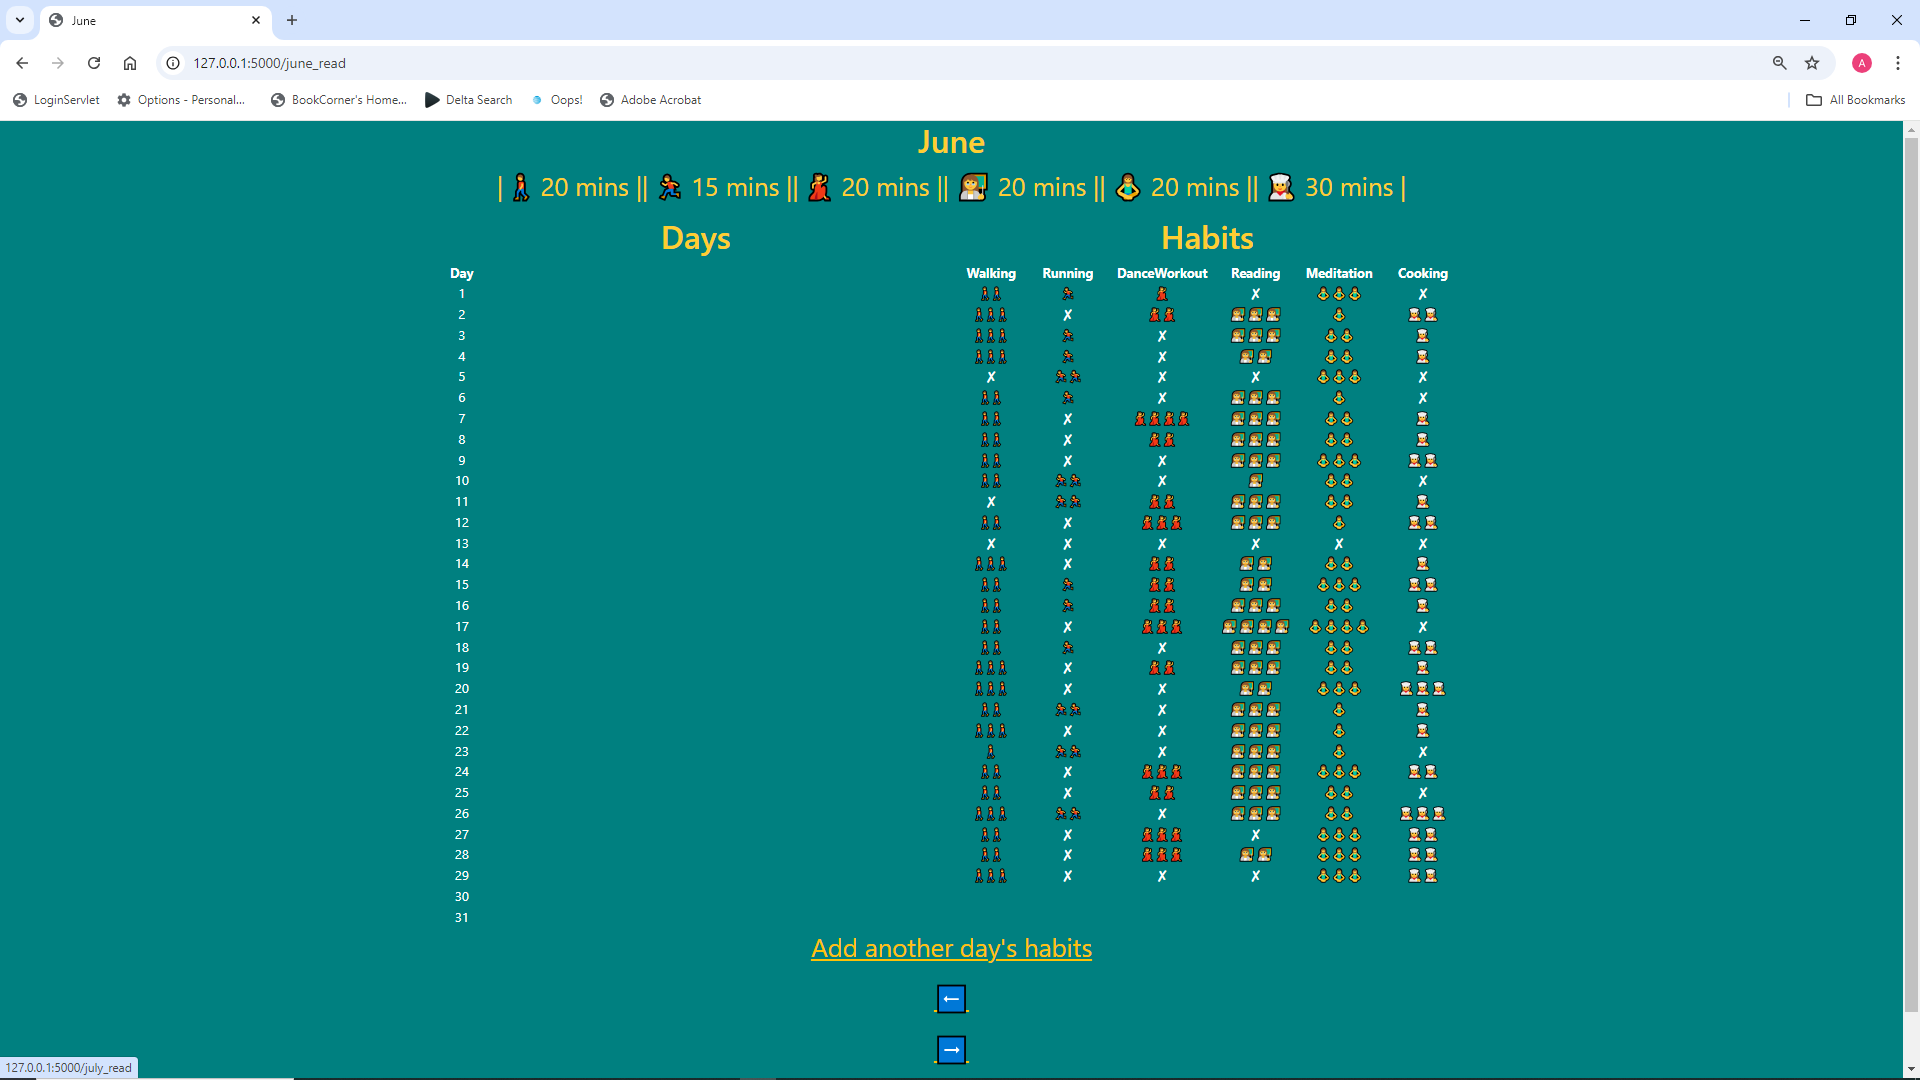 June
127.0.0.1:5000/june_read
LoginServlet Options - Personal... BookCorner's Home... Delta Search Oops! Adobe Acrobat All Bookmarks
A
June
| 20 mins || 15 mins || 20 mins || 20 mins || 20 mins || 30 mins |
Days Habits
Day Walking Running DanceWorkout Reading Meditation Cooking
1 ✗ ✗
2 ✗
3 ✗
4 ✗
5 ✗ ✗ ✗ ✗
6 ✗ ✗
7 ✗
8 ✗
9 ✗ ✗
10 ✗ ✗
11 ✗
12 ✗
13 ✗ ✗ ✗ ✗ ✗ ✗
14 ✗
15
16
17 ✗ ✗
18 ✗
19 ✗
20 ✗ ✗
21 ✗
22 ✗ ✗
23 ✗ ✗
24 ✗
25 ✗ ✗
26 ✗
27 ✗ ✗
28 ✗
29 ✗ ✗ ✗
30
31
Add another day's habits
←
→
127.0.0.1:5000/july_read